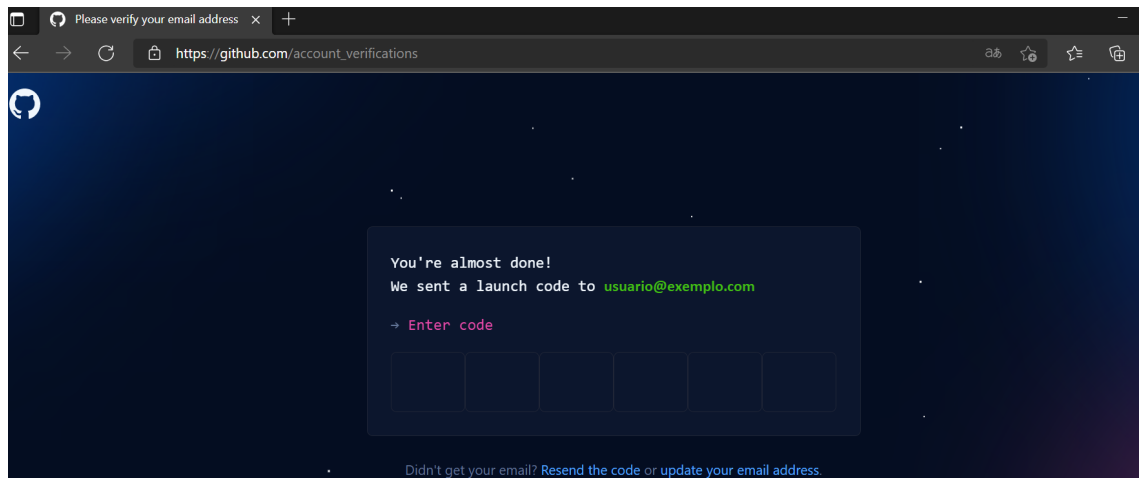 Please verify your email address
https://github.com/account_verifications
You're almost done!
We sent a launch code to usuario@exemplo.com
→ Enter code
Didn't get your email? Resend the code or update your email address.